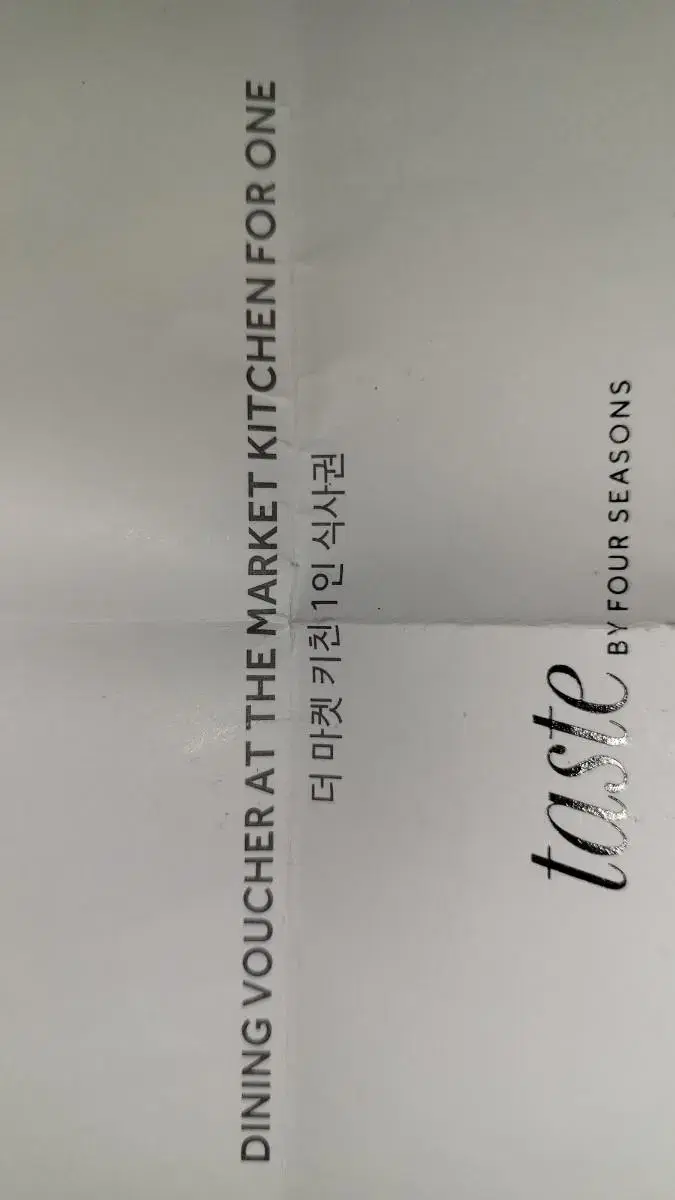 DINING VOUCHER AT THE MARKET KITCHEN FOR ONE
더 마켓 키친 1인 식사권
taste BY FOUR SEASONS